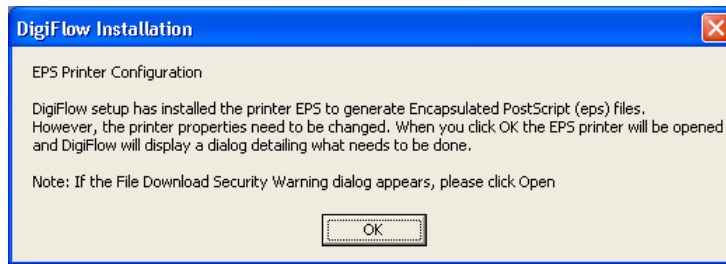 DigiFlow Installation
EPS Printer Configuration
DigiFlow setup has installed the printer EPS to generate Encapsulated PostScript (eps) files.
However, the printer properties need to be changed. When you click OK the EPS printer will be opened
and DigiFlow will display a dialog detailing what needs to be done.
Note: If the File Download Security Warning dialog appears, please click Open
OK